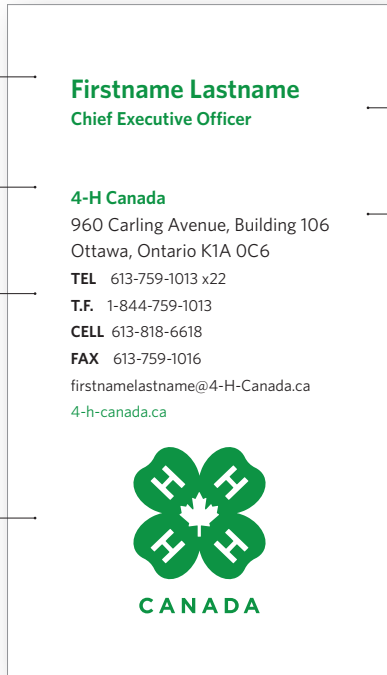 Firstname Lastname
Chief Executive Officer
4-H Canada
960 Carling Avenue, Building 106
Ottawa, Ontario K1A 0C6
TEL 613-759-1013 x22
T.F. 1-844-759-1013
CELL 613-818-6618
FAX 613-759-1016
firstnamelastname@4-H-Canada.ca
4-h-canada.ca
H H
H H
CANADA